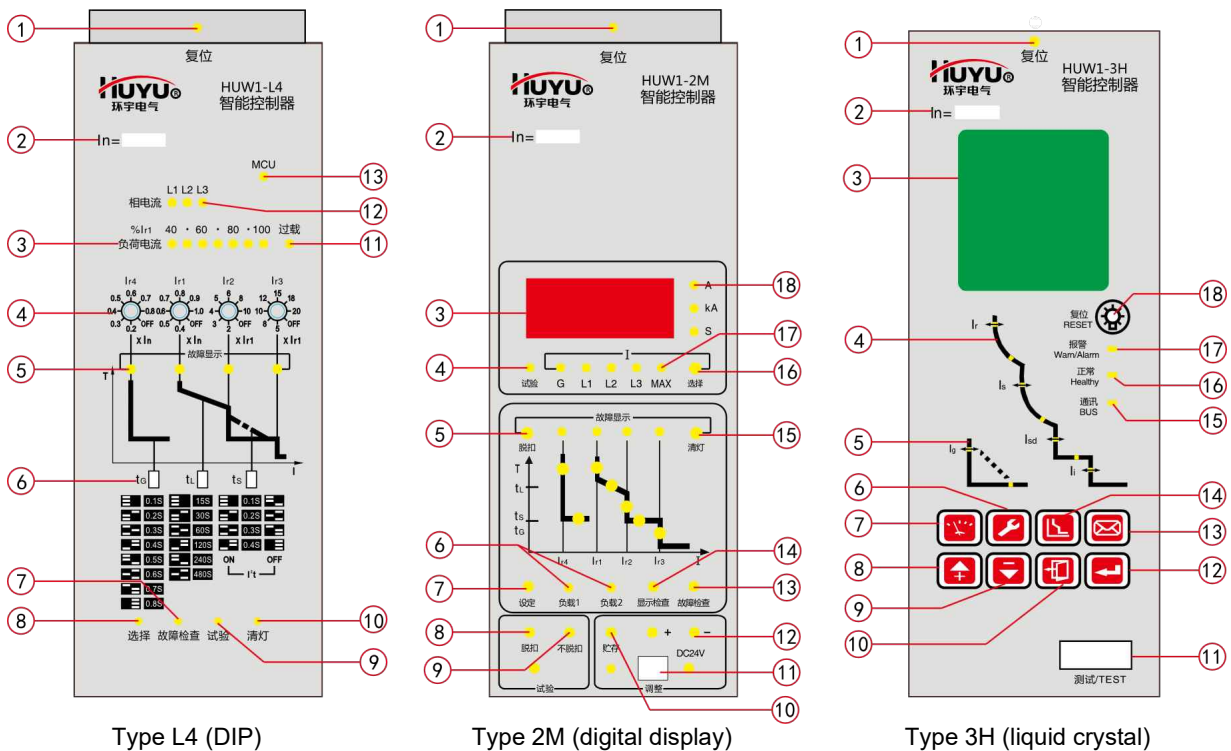 1
复位
HUYU®
环宇电气
HUW1-L4
智能控制器
2
In=
MCU
13
L1 L2 L3
相电流
12
%Ir1 40 · 60 · 80 · 100 过载
3
负荷电流
11
Ir4 Ir1 Ir2 Ir3
4
0.2 0.3 0.4 0.5 0.6 0.7 0.8 OFF
0.4 0.5 0.6 0.7 0.8 0.9 1.0 OFF
2 3 4 5 6 8 10 OFF
5 8 10 12 15 18 20 OFF
X In X In X Ir1 X Ir1
故障显示
5
T
I
6
tG tL tS
0.1S 15S 0.1S
0.2S 30S 0.2S
0.3S 60S 0.3S
0.4S 120S 0.4S
0.5S 240S ON OFF
0.6S 480S I²t
0.7S
0.8S
7
8
选择 故障检查 试验 清灯
10
9
Type L4 (DIP)
1
复位
HUYU®
环宇电气
HUW1-2M
智能控制器
2
In=
3
A
18
kA
S
17
I
4
试验 G L1 L2 L3 MAX 选择
16
故障显示
5
脱扣 清灯
15
T
tL
tS
tG
6
Ir4 Ir1 Ir2 Ir3 I
14
7
设定 负载1 负载2 显示检查 故障检查
13
8
+ −
12
脱扣 不脱扣 贮存 DC24V
9
11
试验 调整
10
Type 2M (digital display)
1
复位
HUYU®
环宇电气
HUW1-3H
智能控制器
2
In=
3
18
复位
RESET
Ir
4
报警
Warn/Alarm
17
正常
Healthy
16
Is
通讯
BUS
15
5
Isd
Ig
Ii
6
14
7
13
8
12
9
10
11
测试/TEST
Type 3H (liquid crystal)